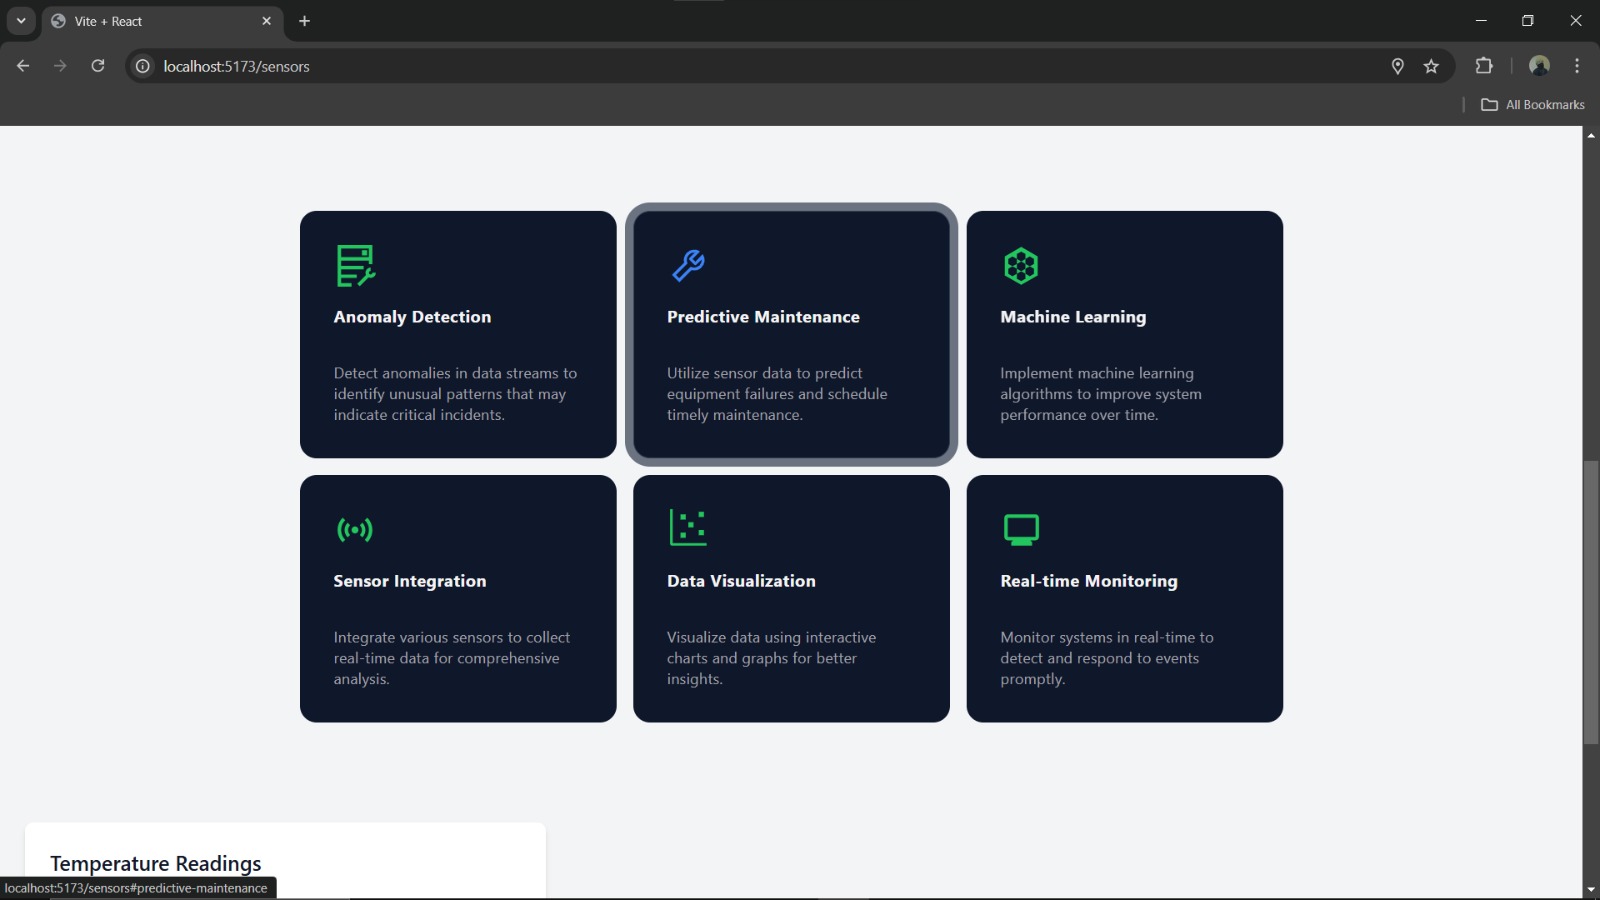 Vite + React
localhost:5173/sensors
All Bookmarks
Anomaly Detection
Detect anomalies in data streams to
identify unusual patterns that may
indicate critical incidents.
Predictive Maintenance
Utilize sensor data to predict
equipment failures and schedule
timely maintenance.
Machine Learning
Implement machine learning
algorithms to improve system
performance over time.
Sensor Integration
Integrate various sensors to collect
real-time data for comprehensive
analysis.
Data Visualization
Visualize data using interactive
charts and graphs for better
insights.
Real-time Monitoring
Monitor systems in real-time to
detect and respond to events
promptly.
Temperature Readings
localhost:5173/sensors#predictive-maintenance